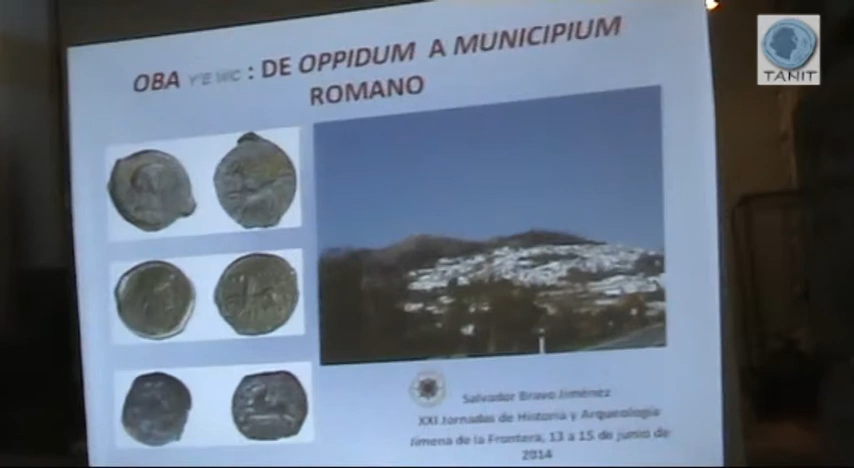 TANIT
OBA : DE OPPIDUM A MUNICIPIUM
ROMANO
Salvador Bravo Jiménez
XXI Jornadas de Historia y Arqueología
Jimena de la Frontera, 13 a 15 de junio de
2014